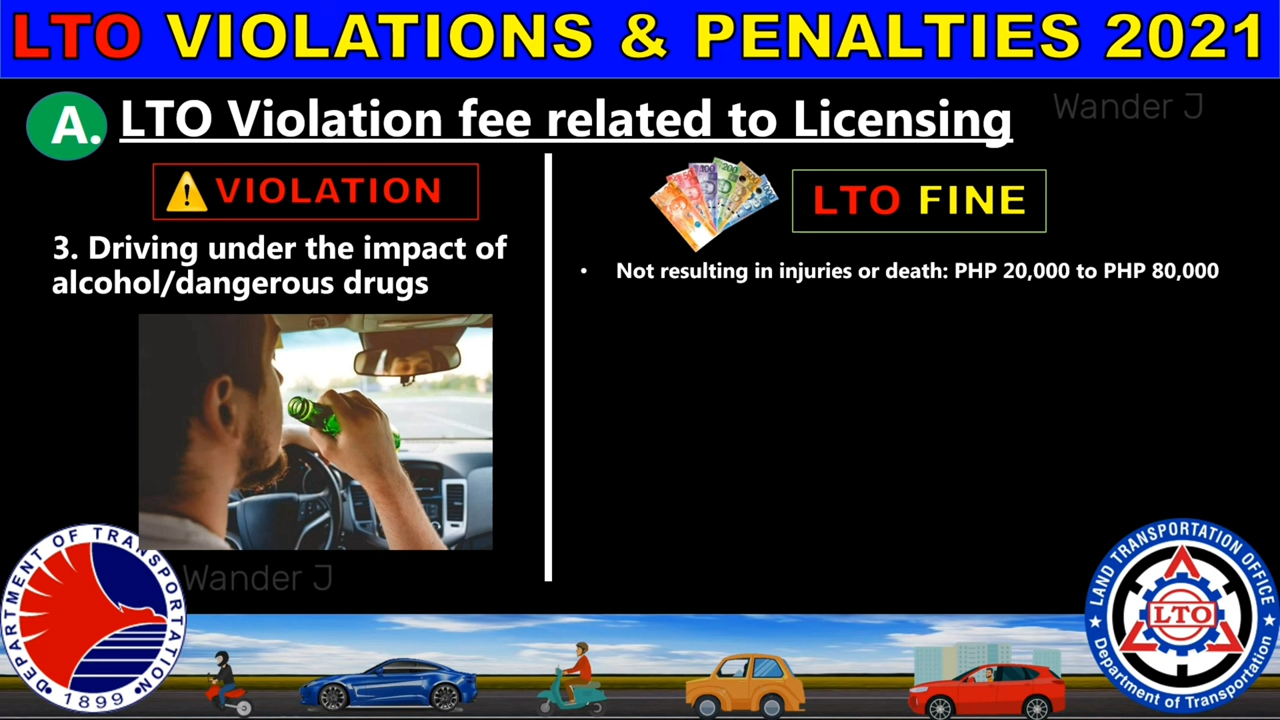 LTO VIOLATIONS & PENALTIES 2021
A. LTO Violation fee related to Licensing
Wander J
VIOLATION
LTO FINE
3. Driving under the impact of
alcohol/dangerous drugs
• Not resulting in injuries or death: PHP 20,000 to PHP 80,000
100
200
Wander J
DEPARTMENT OF TRANSPORTATION
1899
LAND TRANSPORTATION OFFICE
LTO
Department of Transportation